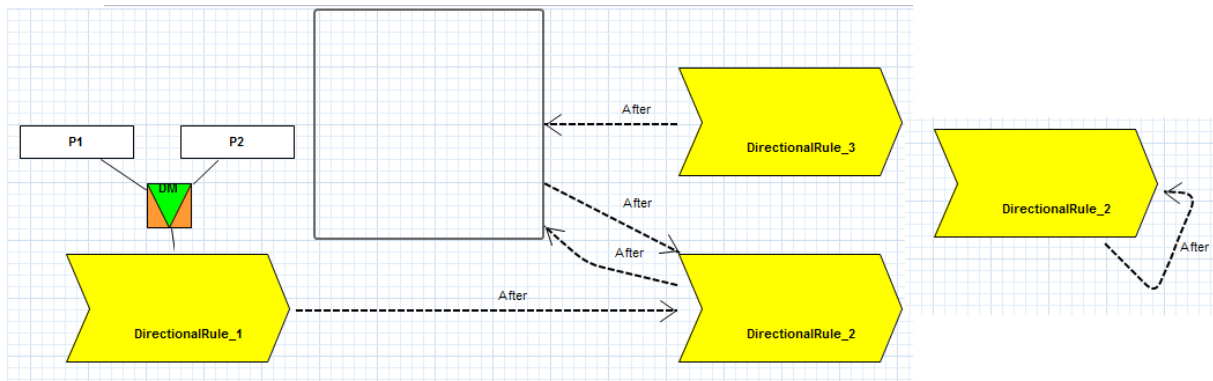 After
P1
P2
DirectionalRule_3
DM
After
After
DirectionalRule_2
After
After
DirectionalRule_1
DirectionalRule_2